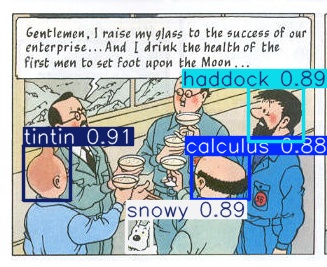 Gentlemen, I raise my glass to the success of our
enterprise... And I drink the health of the
first men to set foot upon the Moon...
haddock 0.89
tintin 0.91
calculus 0.88
snowy 0.89